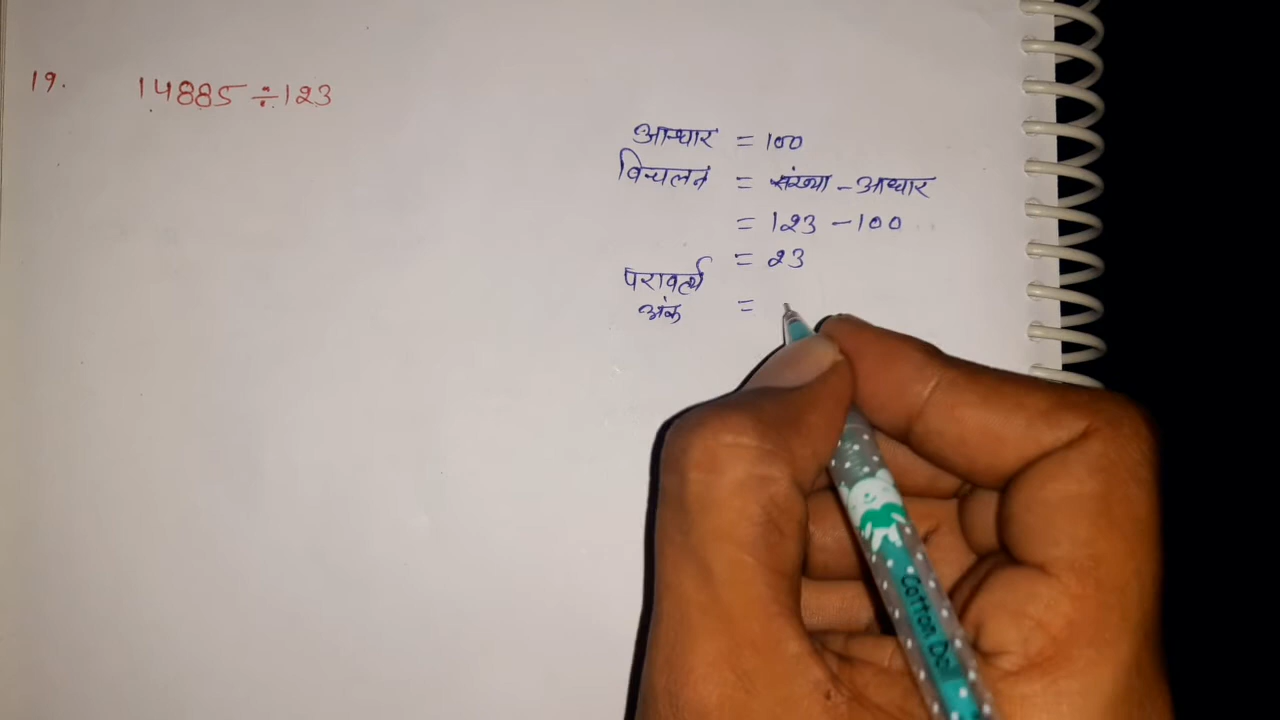 19. 14885 ÷ 123
आधार = 100
विचलन = संख्या - आधार
= 123 - 100
= 23
परावर्त्य
अंक =
Cotton Doll